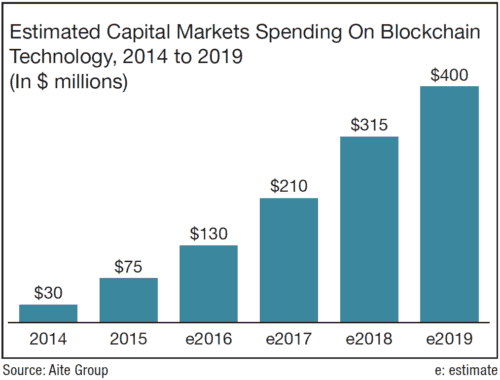 Estimated Capital Markets Spending On Blockchain
Technology, 2014 to 2019
(In $ millions)
$400
$315
$210
$130
$75
$30
2014 2015 e2016 e2017 e2018 e2019
Source: Aite Group e: estimate